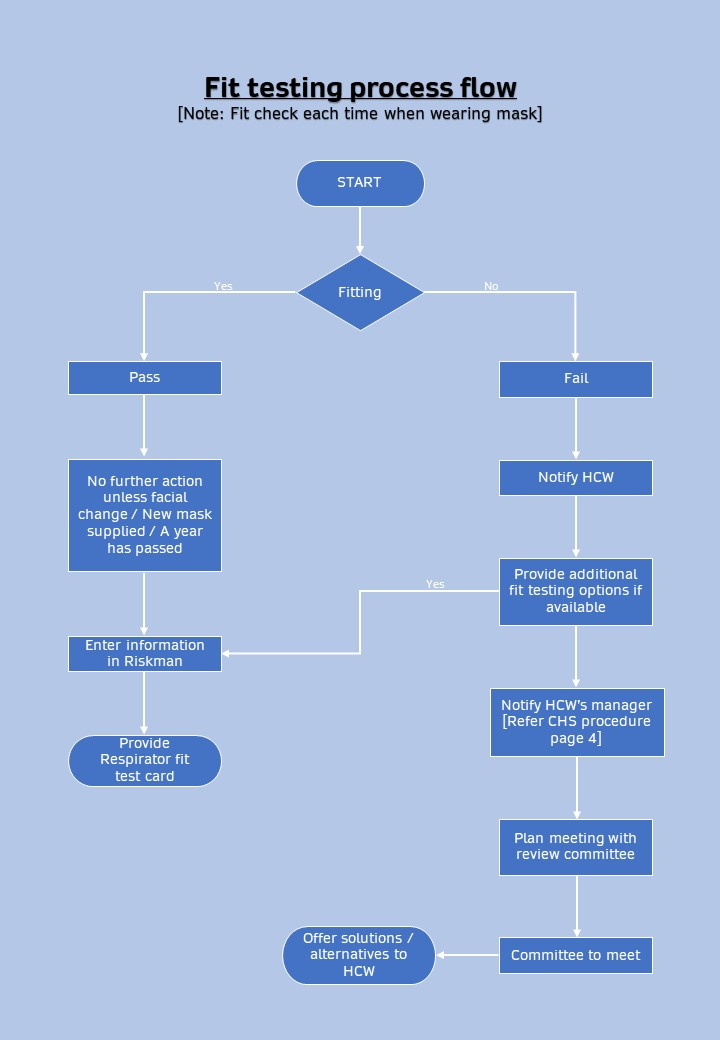 Fit testing process flow
[Note: Fit check each time when wearing mask]
START
Fitting
Yes
No
Pass
Fail
No further action
unless facial
change / New mask
supplied / A year
has passed
Notify HCW
Provide additional
fit testing options if
available
Yes
Enter information
in Riskman
Notify HCW's manager
[Refer CHS procedure
page 4]
Provide
Respirator fit
test card
Plan meeting with
review committee
Committee to meet
Offer solutions /
alternatives to
HCW